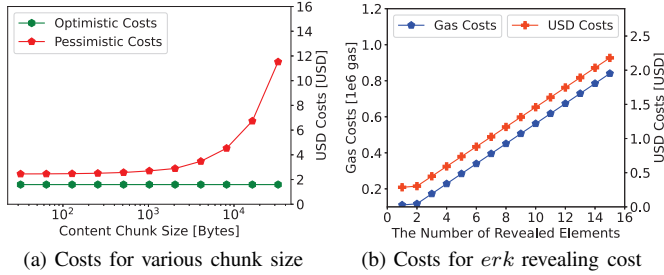 Optimistic Costs
Pessimistic Costs
16
14
12
10
8
6
4
2
0
USD Costs [USD]
10²
10³
10⁴
Content Chunk Size [Bytes]
(a) Costs for various chunk size
Gas Costs
USD Costs
1.2
1.0
0.8
0.6
0.4
0.2
Gas Costs [1e6 gas]
2.0
1.5
1.0
0.5
0.0
USD Costs [USD]
0 2 4 6 8 10 12 14 16
The Number of Revealed Elements
(b) Costs for erk revealing cost